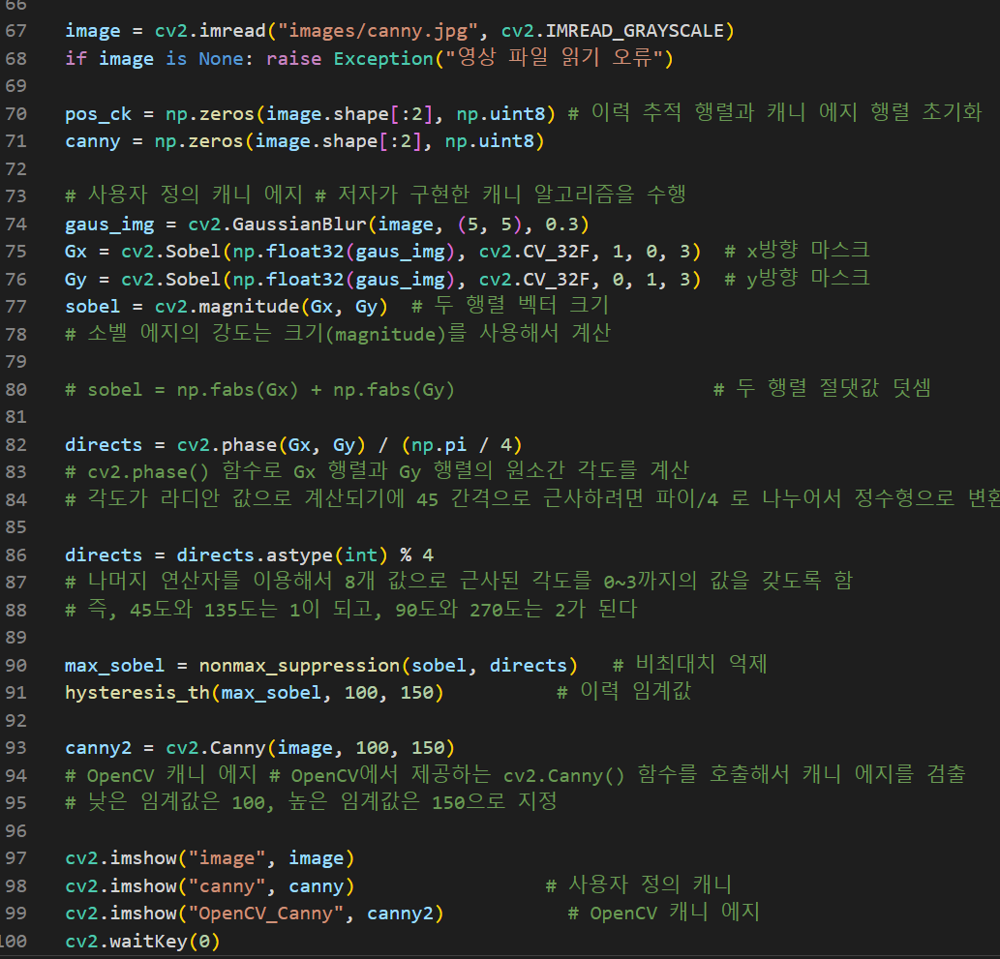 66
67 image = cv2.imread("images/canny.jpg", cv2.IMREAD_GRAYSCALE)
68 if image is None: raise Exception("영상 파일 읽기 오류")
69
70 pos_ck = np.zeros(image.shape[:2], np.uint8) # 이력 추적 행렬과 캐니 에지 행렬 초기화
71 canny = np.zeros(image.shape[:2], np.uint8)
72
73 # 사용자 정의 캐니 에지 # 저자가 구현한 캐니 알고리즘을 수행
74 gaus_img = cv2.GaussianBlur(image, (5, 5), 0.3)
75 Gx = cv2.Sobel(np.float32(gaus_img), cv2.CV_32F, 1, 0, 3)  # x방향 마스크
76 Gy = cv2.Sobel(np.float32(gaus_img), cv2.CV_32F, 0, 1, 3)  # y방향 마스크
77 sobel = cv2.magnitude(Gx, Gy)  # 두 행렬 벡터 크기
78 # 소벨 에지의 강도는 크기(magnitude)를 사용해서 계산
79
80 # sobel = np.fabs(Gx) + np.fabs(Gy)                       # 두 행렬 절댓값 덧셈
81
82 directs = cv2.phase(Gx, Gy) / (np.pi / 4)
83 # cv2.phase() 함수로 Gx 행렬과 Gy 행렬의 원소간 각도를 계산
84 # 각도가 라디안 값으로 계산되기에 45 간격으로 근사하려면 파이/4 로 나누어서 정수형으로 변환
85
86 directs = directs.astype(int) % 4
87 # 나머지 연산자를 이용해서 8개 값으로 근사된 각도를 0~3까지의 값을 갖도록 함
88 # 즉, 45도와 135도는 1이 되고, 90도와 270도는 2가 된다
89
90 max_sobel = nonmax_suppression(sobel, directs)   # 비최대치 억제
91 hysteresis_th(max_sobel, 100, 150)          # 이력 임계값
92
93 canny2 = cv2.Canny(image, 100, 150)
94 # OpenCV 캐니 에지 # OpenCV에서 제공하는 cv2.Canny() 함수를 호출해서 캐니 에지를 검출
95 # 낮은 임계값은 100, 높은 임계값은 150으로 지정
96
97 cv2.imshow("image", image)
98 cv2.imshow("canny", canny)                 # 사용자 정의 캐니
99 cv2.imshow("OpenCV_Canny", canny2)           # OpenCV 캐니 에지
100 cv2.waitKey(0)